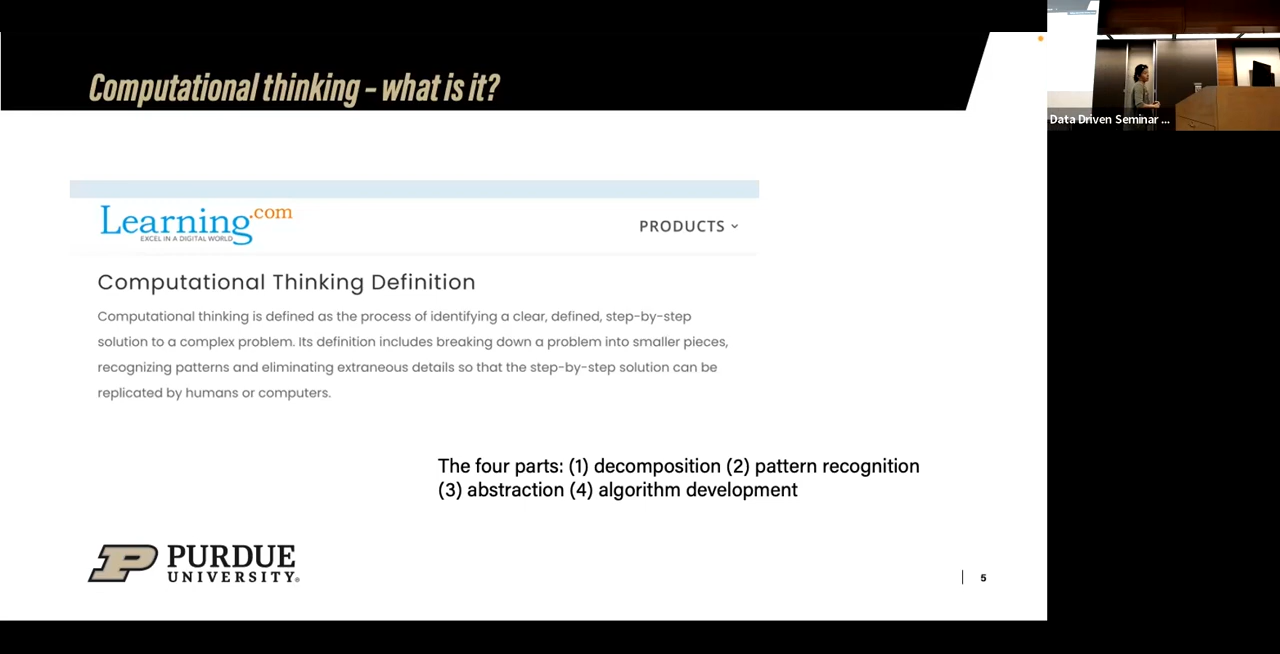 Computational thinking – what is it?
Learning.com
EXCEL IN A DIGITAL WORLD
PRODUCTS
Computational Thinking Definition
Computational thinking is defined as the process of identifying a clear, defined, step-by-step
solution to a complex problem. Its definition includes breaking down a problem into smaller pieces,
recognizing patterns and eliminating extraneous details so that the step-by-step solution can be
replicated by humans or computers.
The four parts: (1) decomposition (2) pattern recognition
(3) abstraction (4) algorithm development
P PURDUE
UNIVERSITY®
5
Data Driven Seminar ...